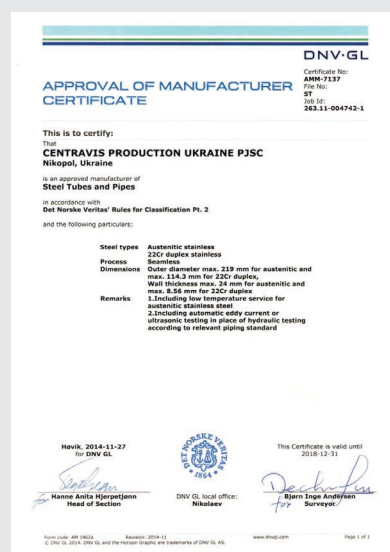 DNV·GL
Certificate No:
AMM-7137
File No:
ST
Job Id:
263.11-004742-1
APPROVAL OF MANUFACTURER
CERTIFICATE
This is to certify:
That
CENTRAVIS PRODUCTION UKRAINE PJSC
Nikopol, Ukraine
is an approved manufacturer of
Steel Tubes and Pipes
in accordance with
Det Norske Veritas' Rules for Classification Pt. 2
and the following particulars:
Steel types Austenitic stainless
22Cr duplex stainless
Process Seamless
Dimensions Outer diameter max. 219 mm for austenitic and
max. 114.3 mm for 22Cr duplex,
Wall thickness max. 24 mm for austenitic and
max. 8.56 mm for 22Cr duplex
Remarks 1.Including low temperature service for
austenitic stainless steel
2.Including automatic eddy current or
ultrasonic testing in place of hydraulic testing
according to relevant piping standard
Høvik, 2014-11-27
for DNV GL
DET NORSKE VERITAS
1864
This Certificate is valid until
2018-12-31
for
Hanne Anita Hjerpetjønn
Head of Section
DNV GL local office:
Nikolaev
for
Bjørn Inge Andersen
Surveyor
Form code: AM 1462a Revision: 2014-11 www.dnvgl.com Page 1 of 1
© DNV GL 2014. DNV GL and the Horizon Graphic are trademarks of DNV GL AS.